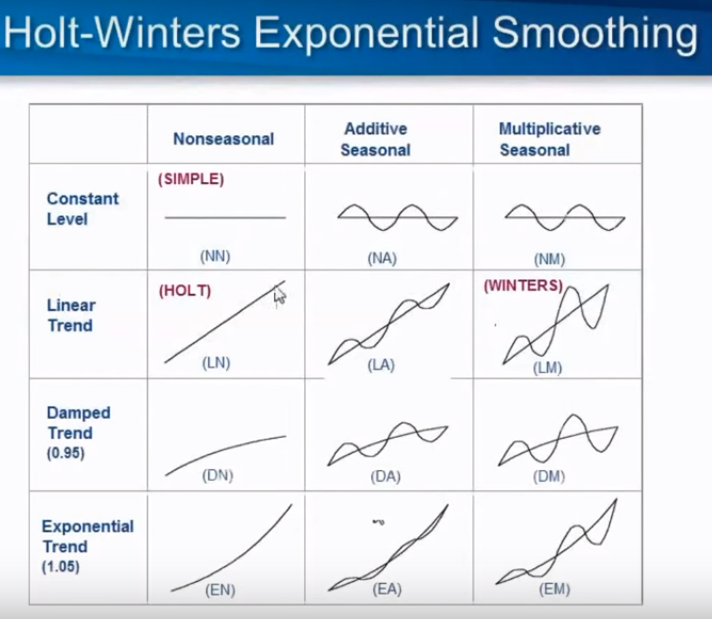 Holt-Winters Exponential Smoothing
Nonseasonal
Additive
Seasonal
Multiplicative
Seasonal
Constant
Level
(SIMPLE)
(NN)
(NA)
(NM)
Linear
Trend
(HOLT)
(LN)
(LA)
(WINTERS)
(LM)
Damped
Trend
(0.95)
(DN)
(DA)
(DM)
Exponential
Trend
(1.05)
(EN)
(EA)
(EM)